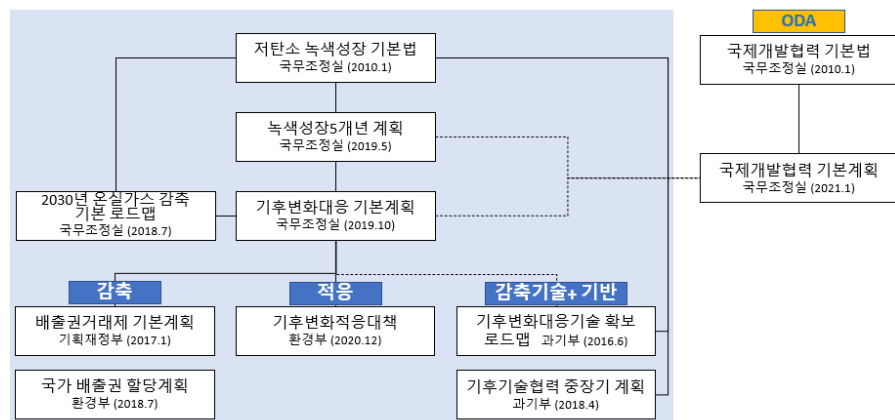 ODA
저탄소 녹색성장 기본법
국무조정실 (2010.1)
국제개발협력 기본법
국무조정실 (2010.1)
녹색성장5개년 계획
국무조정실 (2019.5)
국제개발협력 기본계획
국무조정실 (2021.1)
2030년 온실가스 감축
기본 로드맵
국무조정실 (2018.7)
기후변화대응 기본계획
국무조정실 (2019.10)
감축
적응
감축기술+ 기반
배출권거래제 기본계획
기획재정부 (2017.1)
기후변화적응대책
환경부 (2020.12)
기후변화대응기술 확보
로드맵 과기부 (2016.6)
국가 배출권 할당계획
환경부 (2018.7)
기후기술협력 중장기 계획
과기부 (2018.4)